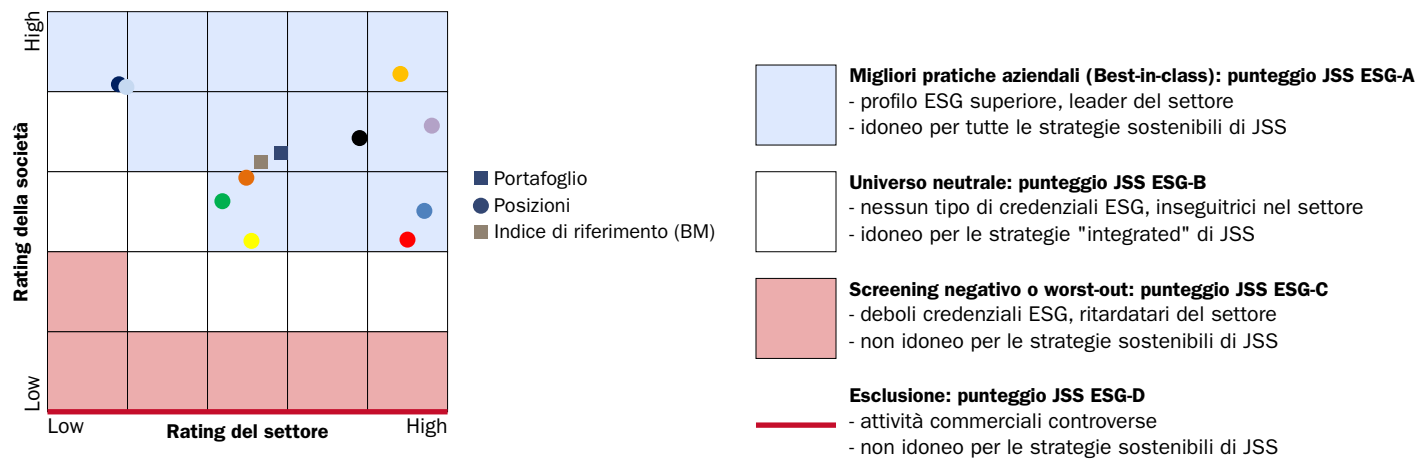 High
Rating della società
Low
Low
Rating del settore
High
Portafoglio
Posizioni
Indice di riferimento (BM)
Migliori pratiche aziendali (Best-in-class): punteggio JSS ESG-A
- profilo ESG superiore, leader del settore
- idoneo per tutte le strategie sostenibili di JSS
Universo neutrale: punteggio JSS ESG-B
- nessun tipo di credenziali ESG, inseguitrici nel settore
- idoneo per le strategie "integrated" di JSS
Screening negativo o worst-out: punteggio JSS ESG-C
- deboli credenziali ESG, ritardatari del settore
- non idoneo per le strategie sostenibili di JSS
Esclusione: punteggio JSS ESG-D
- attività commerciali controverse
- non idoneo per le strategie sostenibili di JSS